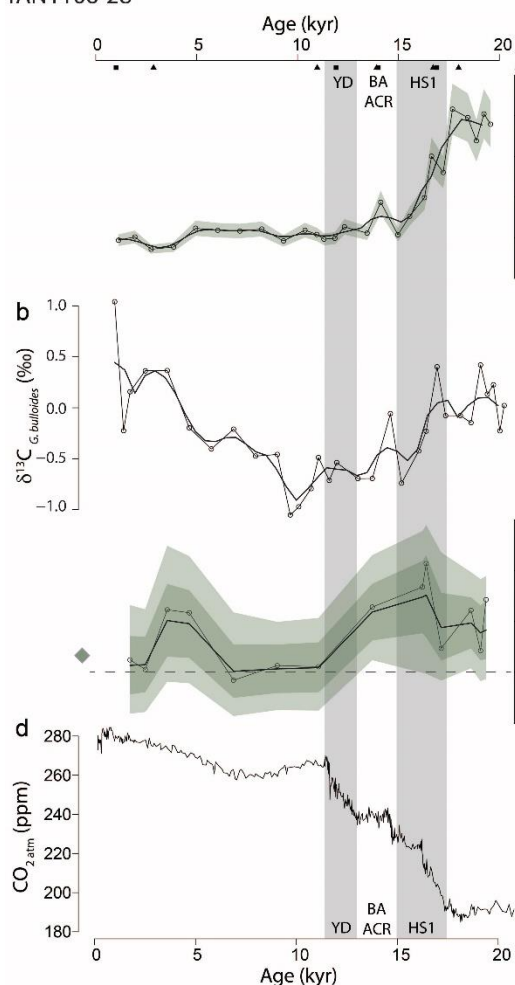 Age (kyr)
0 5 10 15 20
YD BA HS1
ACR
b
1.0
0.5
0.0
−0.5
−1.0
δ13C G. bulloides (‰)
d
280
260
240
220
200
180
CO2 atm (ppm)
BA
YD ACR HS1
0 5 10 15 20
Age (kyr)